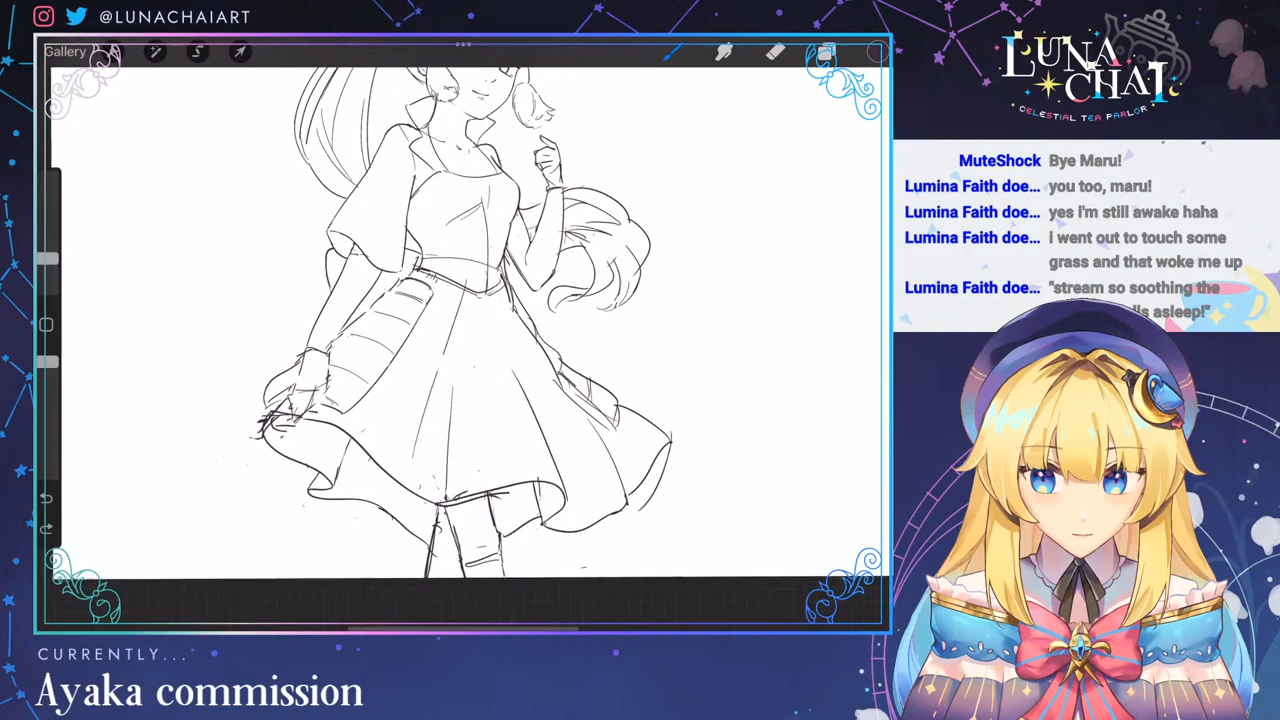 @LUNACHAIART
Gallery
LUNA
CHAI
CELESTIAL TEA PARLOR
MuteShock Bye Maru!
Lumina Faith doe... you too, maru!
Lumina Faith doe... yes i'm still awake haha
Lumina Faith doe... i went out to touch some
grass and that woke me up
Lumina Faith doe... "stream so soothing the
asleep!"
CURRENTLY...
Ayaka commission